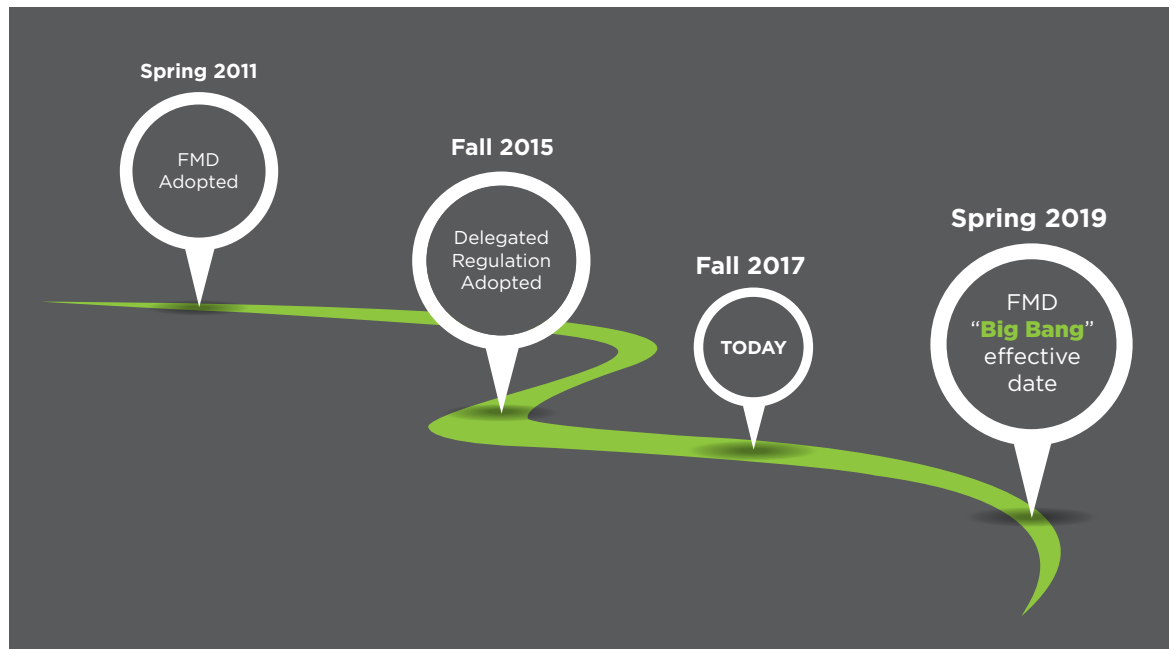 Spring 2011
FMD
Adopted
Fall 2015
Delegated
Regulation
Adopted
Fall 2017
TODAY
Spring 2019
FMD
“Big Bang”
effective
date